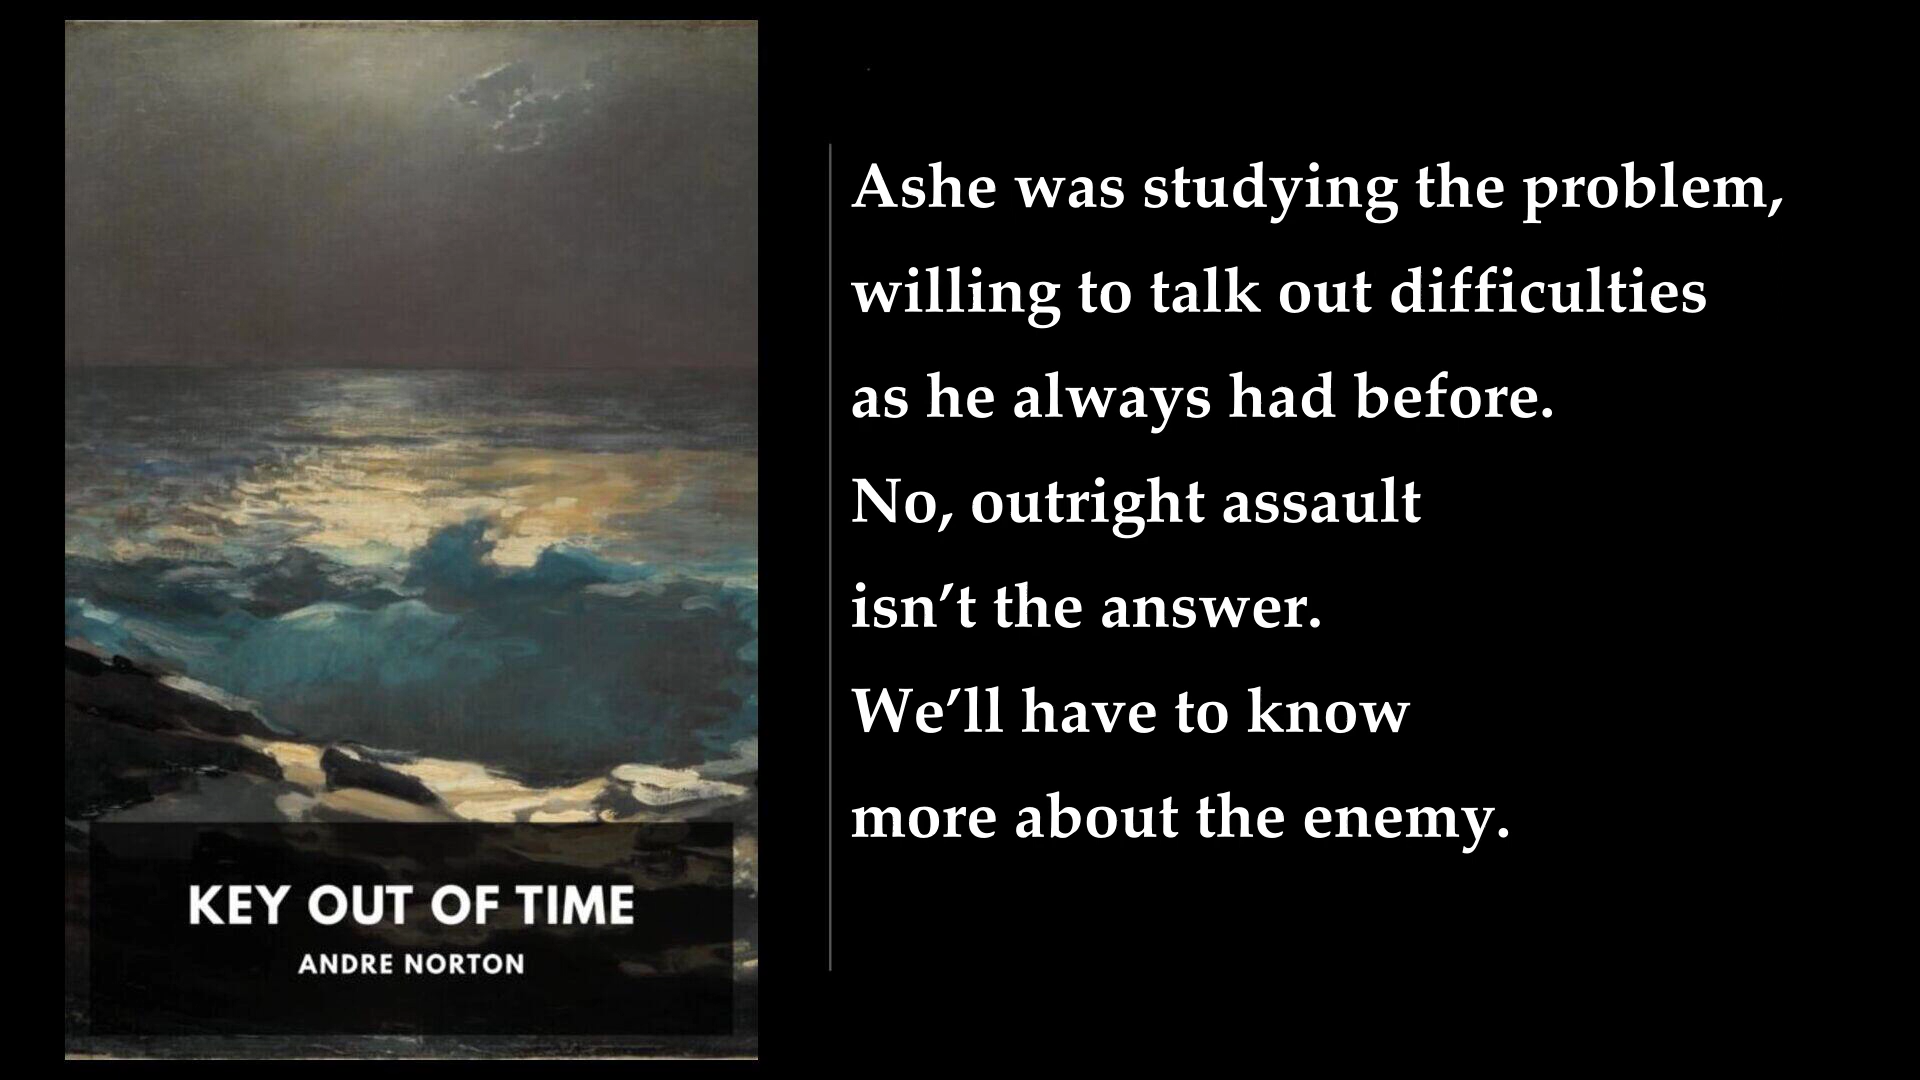 KEY OUT OF TIME
ANDRE NORTON
Ashe was studying the problem,
willing to talk out difficulties
as he always had before.
No, outright assault
isn’t the answer.
We’ll have to know
more about the enemy.